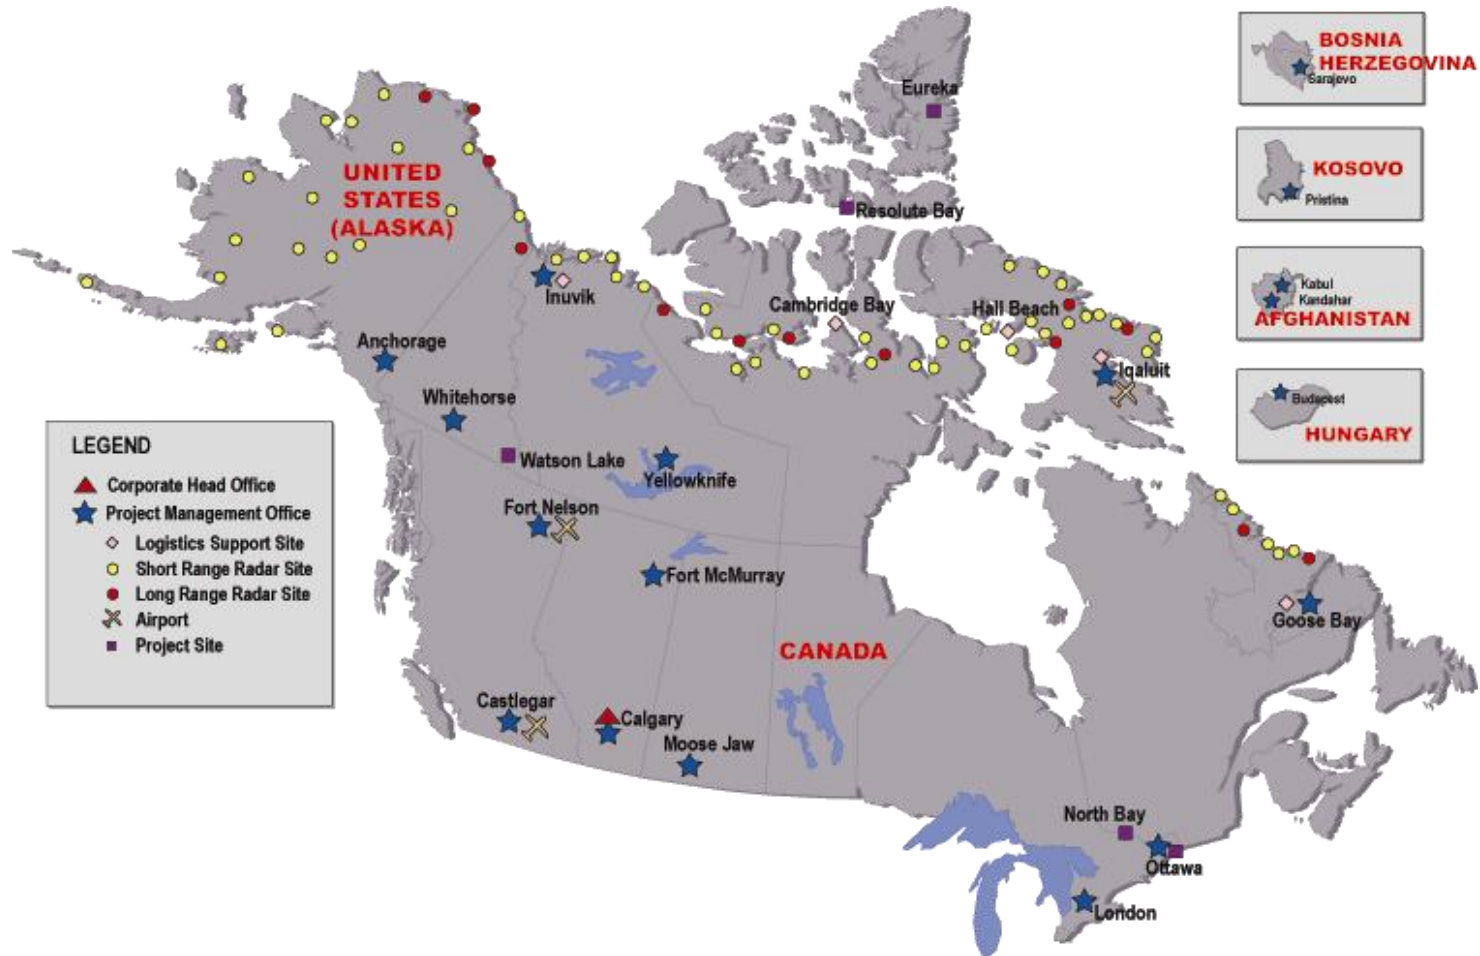 Eureka
BOSNIA
HERZEGOVINA
Sarajevo
UNITED
STATES
(ALASKA)
KOSOVO
Pristina
Resolute Bay
Inuvik
Cambridge Bay
Hall Beach
Kabul
Kandahar
AFGHANISTAN
Anchorage
Iqaluit
Whitehorse
Budapest
HUNGARY
LEGEND
Corporate Head Office
Project Management Office
Logistics Support Site
Short Range Radar Site
Long Range Radar Site
Airport
Project Site
Watson Lake
Yellowknife
Fort Nelson
Fort McMurray
Goose Bay
CANADA
Castlegar
Calgary
Moose Jaw
North Bay
Ottawa
London